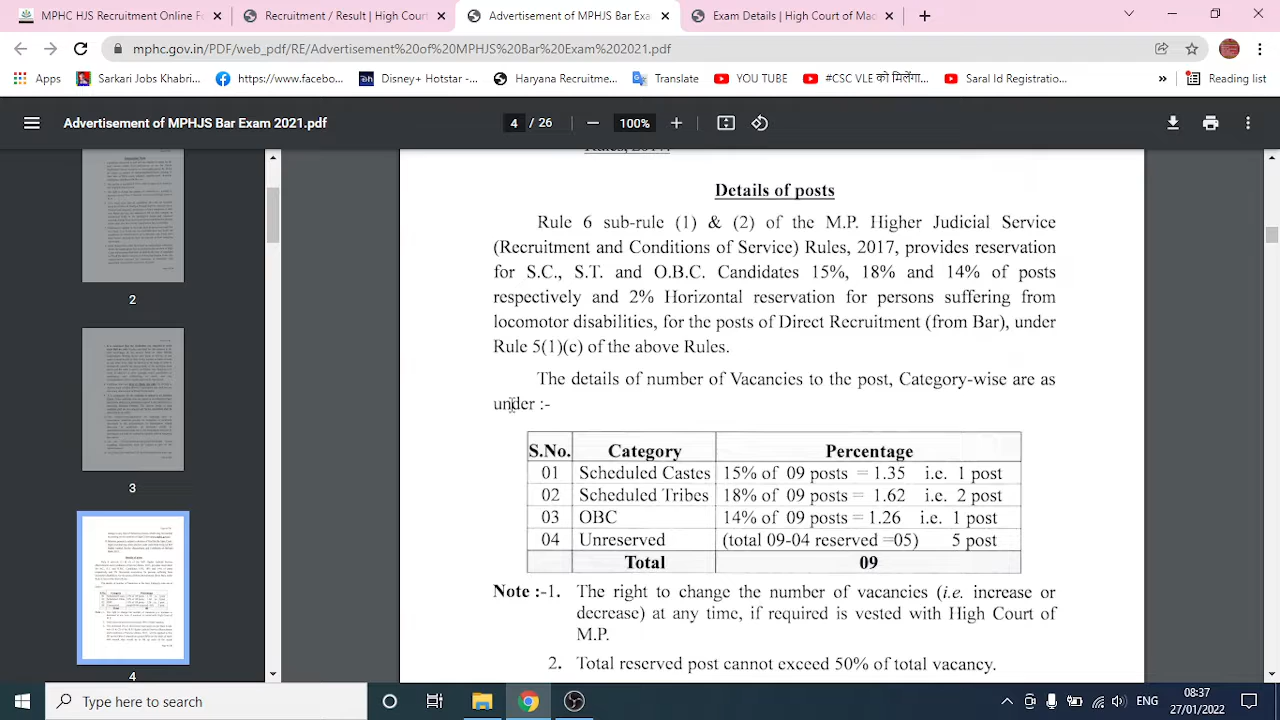 MPHC HJS Recruitment Online
Recruitment / Result | High Court
Advertisement of MPHJS Bar Exa
Exam Details | High Court of Mad
mphc.gov.in/PDF/web_pdf/RE/Advertisement%20of%20MPHJS%20Bar%20Exam%202021.pdf
Apps
Sarkari Jobs Khabri...
https://www.facebo...
Disney+ Hotstar -...
Haryana recruitme...
Translate
YOU TUBE
#CSC VLE को मिलेंगा...
Saral Id Registratio...
»
Reading list
Advertisement of MPHJS Bar Exam 2021.pdf
4 / 26
100%
2
3
4
Rules, 2017.
Details of posts
sub-rule (1) & (2) of the M.P. Higher Judicial Service
(Recruitment and Conditions of Service) Rules 2017, provides reservation
for S.C., S.T. and O.B.C. Candidates 15%, 18% and 14% of posts
respectively and 2% Horizontal reservation for persons suffering from
locomotor disabilities, for the posts of Direct Recruitment (from Bar), under
Rule of the above Rules.
details of number of Vacancies of the post, Category-wise are as
under :
S.No. Category Percentage
01 Scheduled Castes 15% of 09 posts = 1.35 i.e. 1 post
02 Scheduled Tribes 18% of 09 posts = 1.62 i.e. 2 post
03 OBC 14% of 09 posts = 1.26 i.e. 1 post
04 Unreserved (total 09-04 reserved =05) 5 post
Total 09
Note :- 1. The right to change the number of vacancies (i.e. increase or
decrease) at any time, if required, vested with High Court of
M.P.
2. Total reserved post cannot exceed 50% of total vacancy.
Type here to search
ENG
08:37
27/01/2022